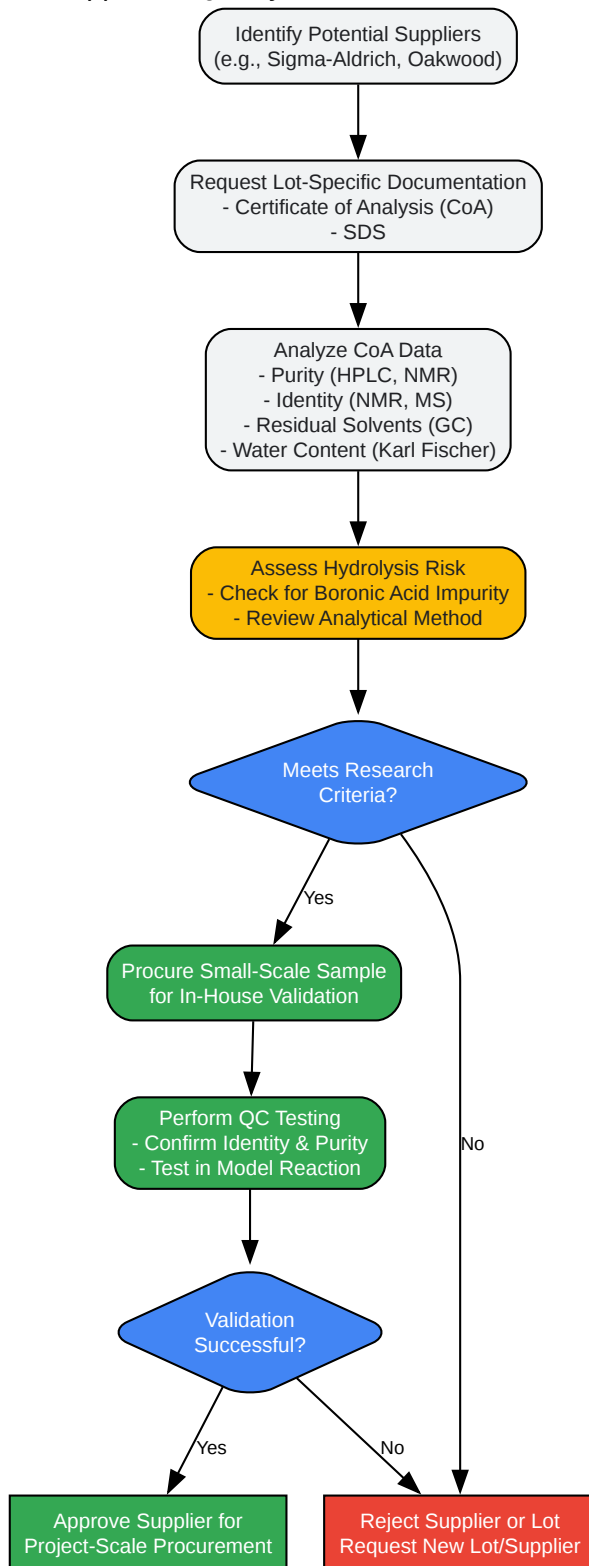 Identify Potential Suppliers
(e.g., Sigma-Aldrich, Oakwood)
Request Lot-Specific Documentation
- Certificate of Analysis (CoA)
- SDS
Analyze CoA Data
- Purity (HPLC, NMR)
- Identity (NMR, MS)
- Residual Solvents (GC)
- Water Content (Karl Fischer)
Assess Hydrolysis Risk
- Check for Boronic Acid Impurity
- Review Analytical Method
Meets Research
Criteria?
Yes
Procure Small-Scale Sample
for In-House Validation
Perform QC Testing
- Confirm Identity & Purity
- Test in Model Reaction
No
Validation
Successful?
Yes
No
Approve Supplier for
Project-Scale Procurement
Reject Supplier or Lot
Request New Lot/Supplier